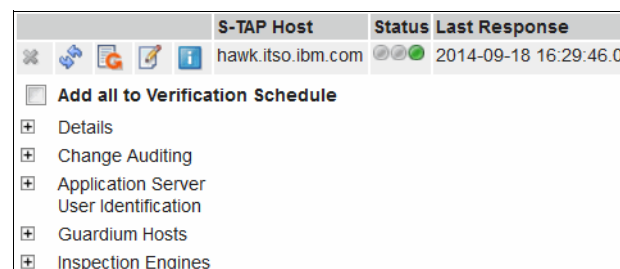 S-TAP Host Status Last Response
hawk.itso.ibm.com 2014-09-18 16:29:46.0
Add all to Verification Schedule
Details
Change Auditing
Application Server
User Identification
Guardium Hosts
Inspection Engines